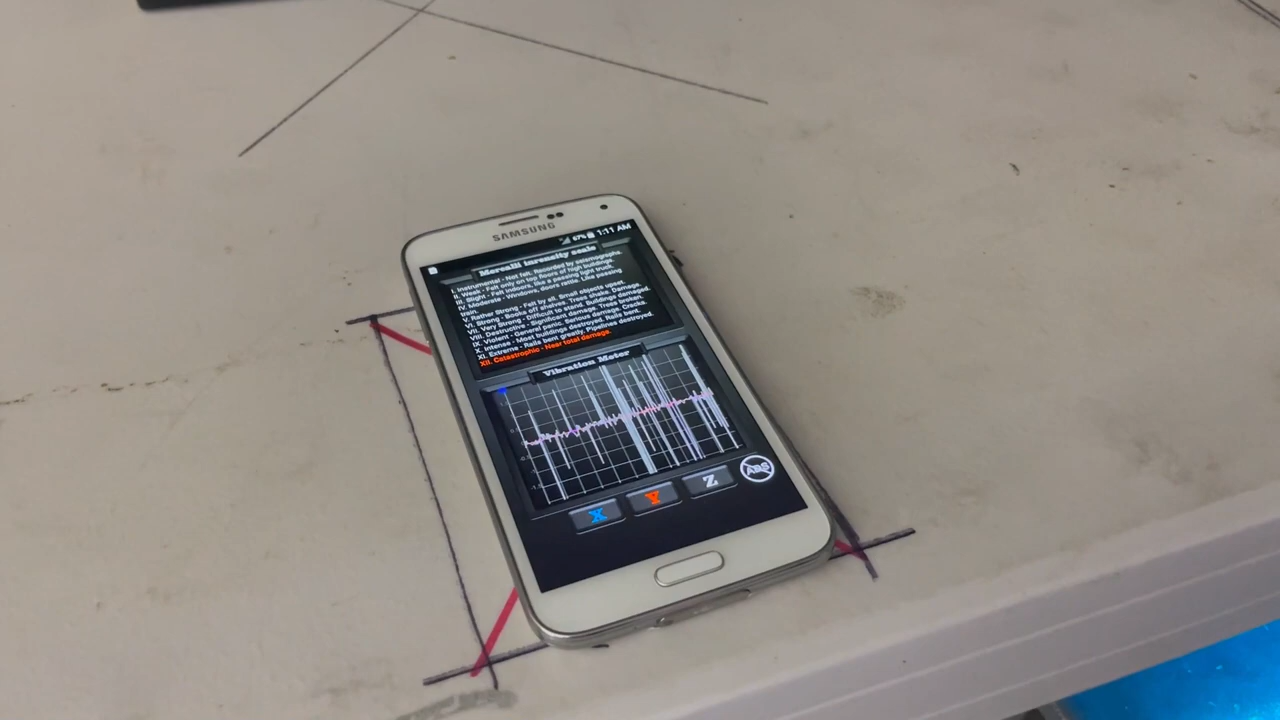 SAMSUNG
67% 1:11 AM
Mercalli inrensity scale
I. Instrumental - Not felt. Recorded by seismographs.
II. Weak - Felt only on top floors of high buildings.
III. Slight - Felt indoors, like a passing light truck.
IV. Moderate - Windows, doors rattle. Like passing
train.
V. Rather Strong - Felt by all. Small objects upset.
VI. Strong - Books off shelves. Trees shake. Damage.
VII. Very Strong - Difficult to stand. Buildings damaged.
VIII. Destructive - Significant damage. Trees broken.
IX. Violent - General panic. Serious damage. Cracks.
X. Intense - Most buildings destroyed. Rails bent.
XI. Extreme - Rails bent greatly. Pipelines destroyed.
XII. Catastrophic - Near total damage.
Vibration Meter
X Y Z ABS